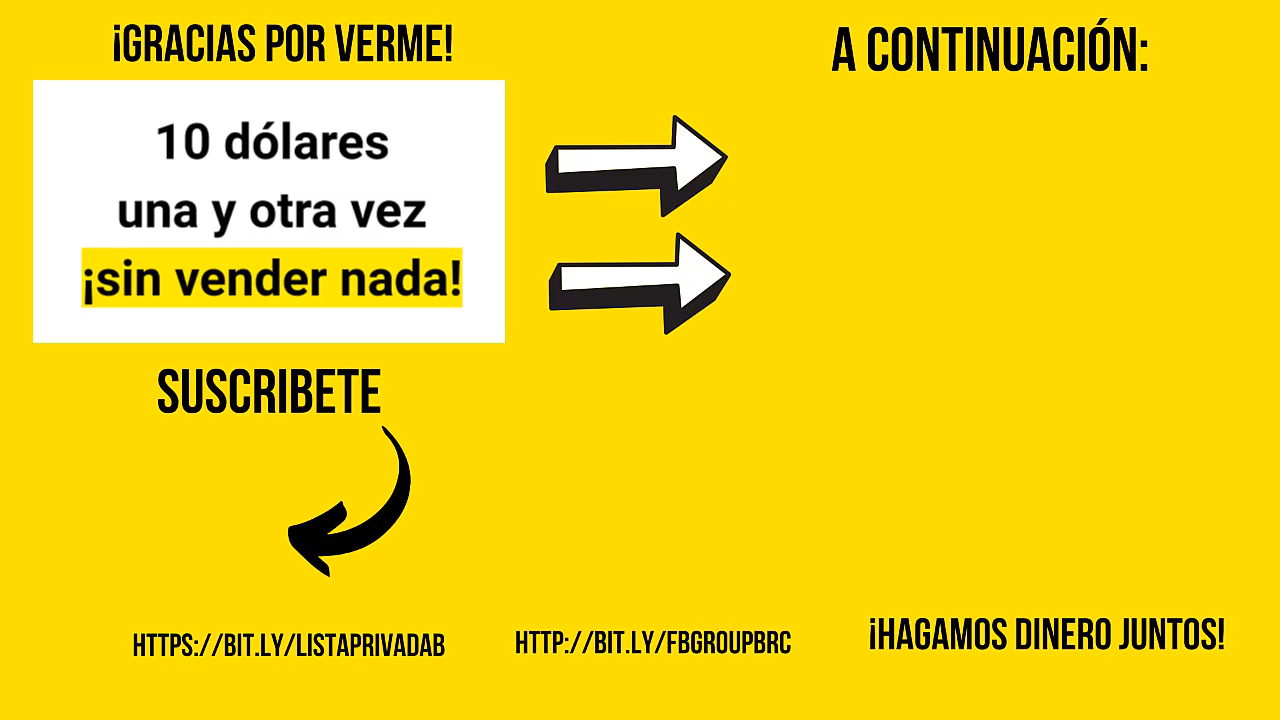 ¡GRACIAS POR VERME!
10 dólares
una y otra vez
¡sin vender nada!
SUSCRIBETE
HTTPS://BIT.LY/LISTAPRIVADAB
HTTP://BIT.LY/FBGROUPBRC
A CONTINUACIÓN:
¡HAGAMOS DINERO JUNTOS!